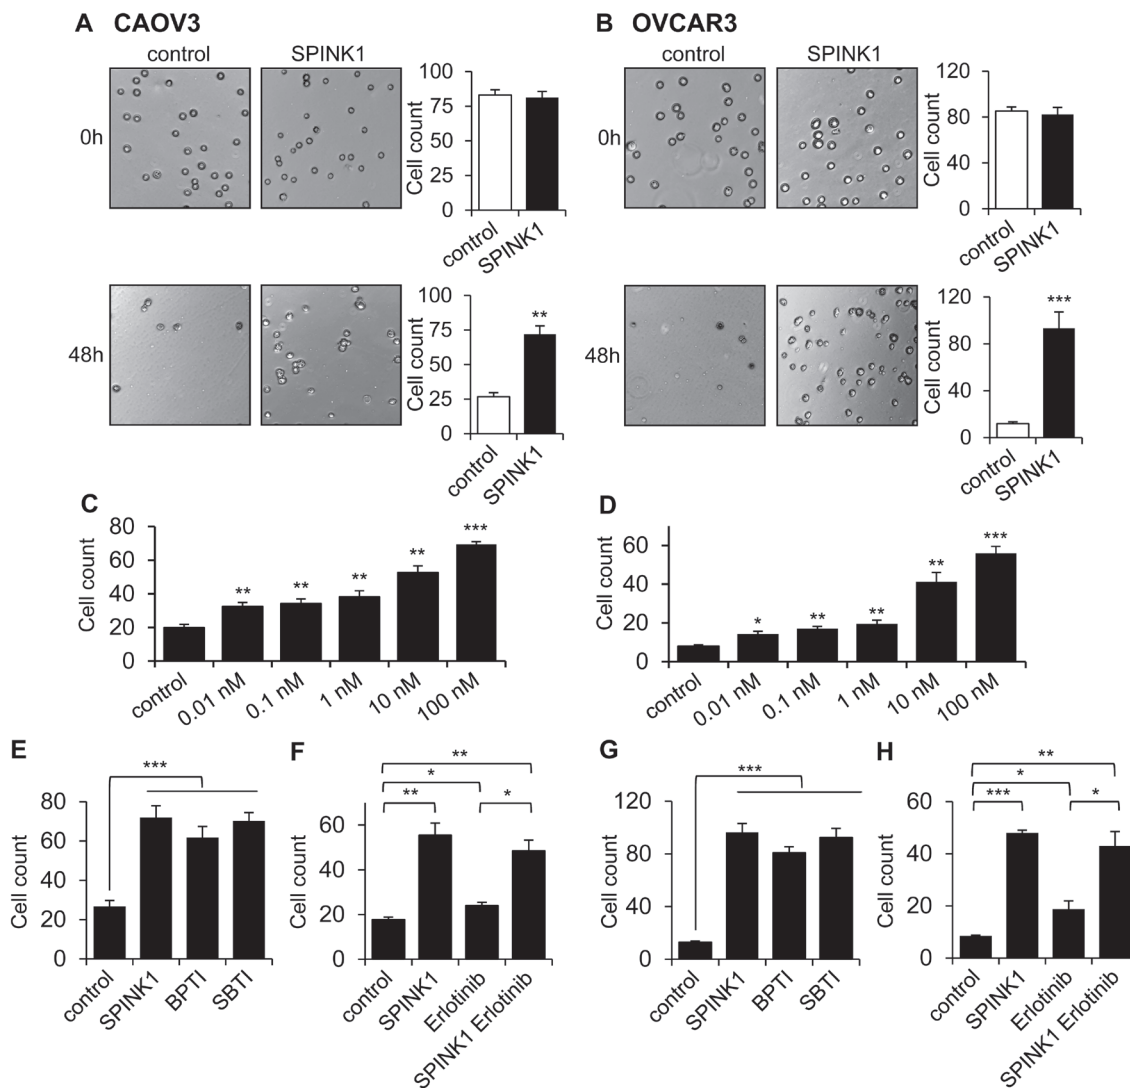 A CAOV3
control SPINK1
0h
Cell count
100
75
50
25
0
control
SPINK1
48h
Cell count
100
75
50
25
0
**
control
SPINK1
B OVCAR3
control SPINK1
0h
Cell count
120
80
40
0
control
SPINK1
48h
Cell count
120
80
40
0
***
control
SPINK1
C
Cell count
80
60
40
20
0
** ** ** ** ***
control 0.01 nM 0.1 nM 1 nM 10 nM 100 nM
D
Cell count
60
40
20
0
* ** ** ** ***
control 0.01 nM 0.1 nM 1 nM 10 nM 100 nM
E
***
Cell count
80
60
40
20
0
control SPINK1 BPTI SBTI
F
**
*
** *
Cell count
60
40
20
0
control SPINK1 Erlotinib SPINK1 Erlotinib
G
***
Cell count
120
80
40
0
control SPINK1 BPTI SBTI
H
**
*
*** *
Cell count
60
40
20
0
control SPINK1 Erlotinib SPINK1 Erlotinib